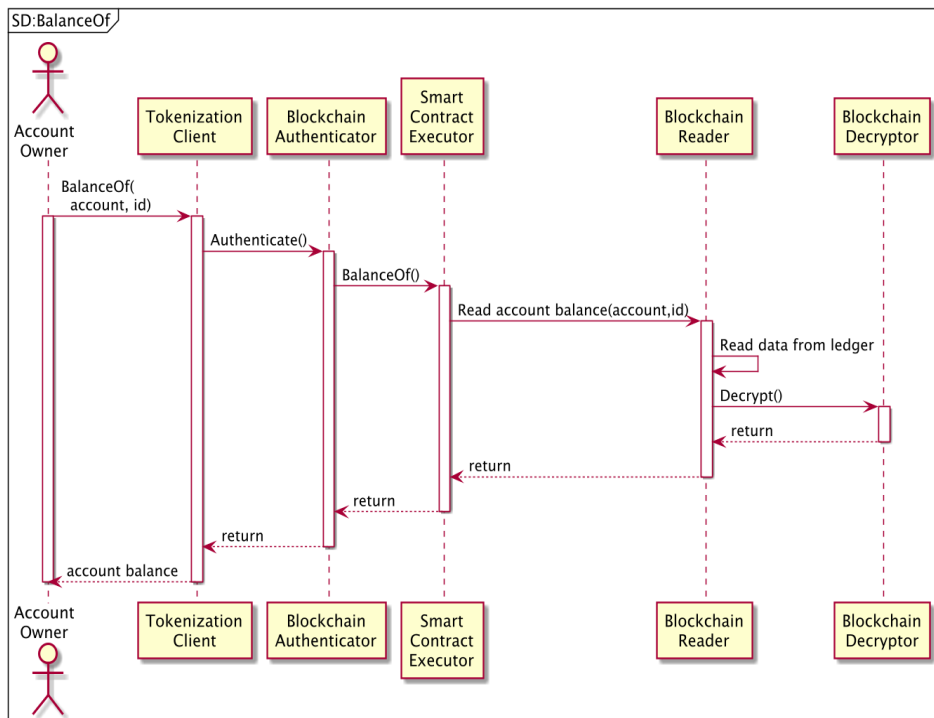 SD:BalanceOf
Account
Owner
Tokenization
Client
Blockchain
Authenticator
Smart
Contract
Executor
Blockchain
Reader
Blockchain
Decryptor
BalanceOf(
account, id)
Authenticate()
BalanceOf()
Read account balance(account,id)
Read data from ledger
Decrypt()
return
return
return
return
account balance
Account
Owner
Tokenization
Client
Blockchain
Authenticator
Smart
Contract
Executor
Blockchain
Reader
Blockchain
Decryptor